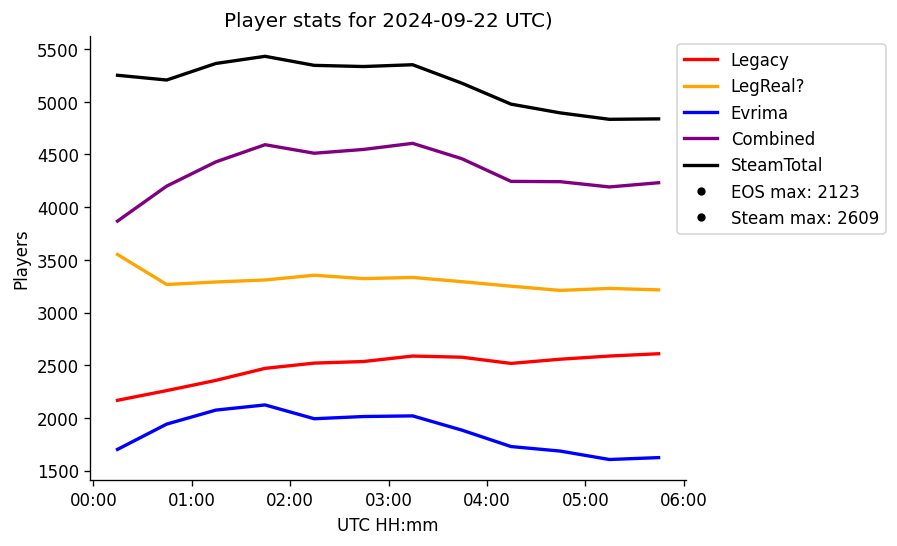 Player stats for 2024-09-22 UTC)
5500
5000
4500
4000
3500
3000
2500
2000
1500
Players
00:00 01:00 02:00 03:00 04:00 05:00 06:00
UTC HH:mm
Legacy
LegReal?
Evrima
Combined
SteamTotal
EOS max: 2123
Steam max: 2609